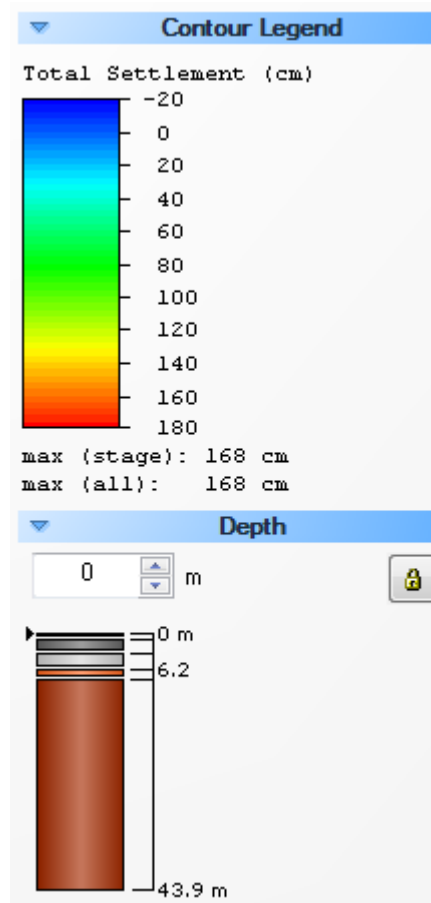 Contour Legend
Total Settlement (cm)
-20
0
20
40
60
80
100
120
140
160
180
max (stage): 168 cm
max (all): 168 cm
Depth
0 m
0 m
6.2
43.9 m